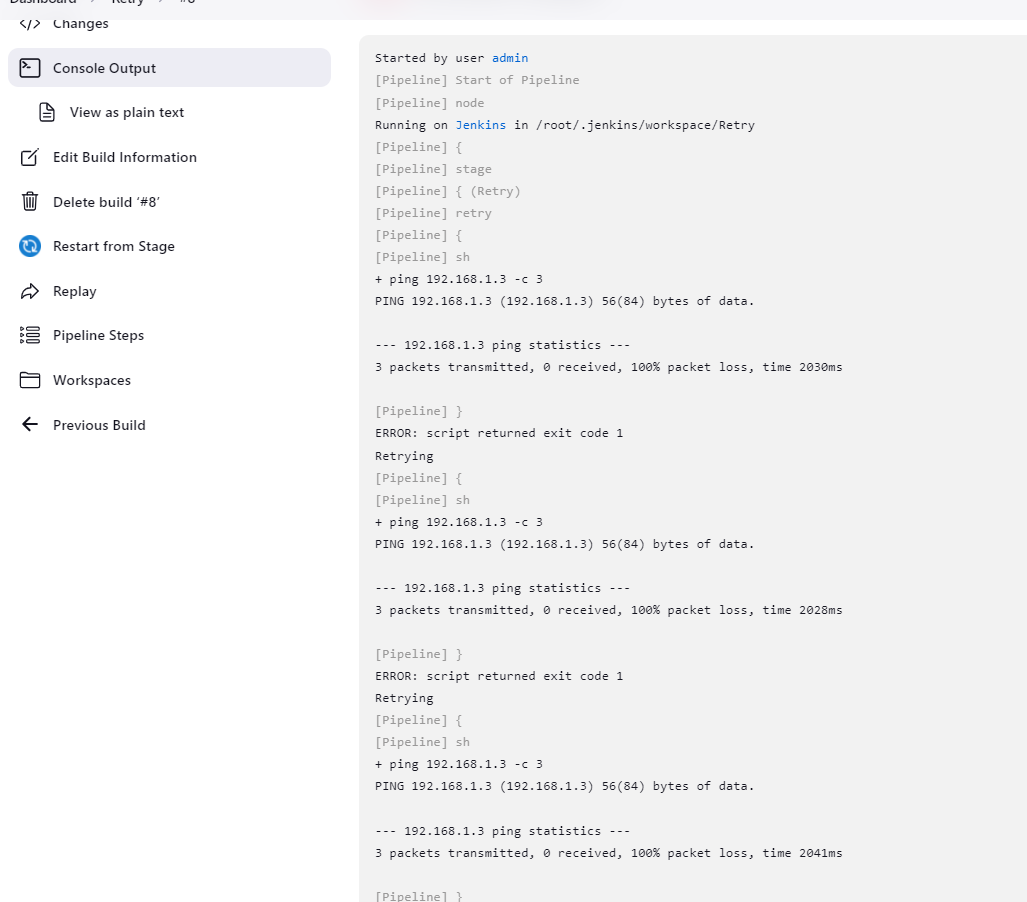 Dashboard > Retry > #8
Changes
Console Output
View as plain text
Edit Build Information
Delete build ‘#8’
Restart from Stage
Replay
Pipeline Steps
Workspaces
Previous Build
Started by user admin
[Pipeline] Start of Pipeline
[Pipeline] node
Running on Jenkins in /root/.jenkins/workspace/Retry
[Pipeline] {
[Pipeline] stage
[Pipeline] { (Retry)
[Pipeline] retry
[Pipeline] {
[Pipeline] sh
+ ping 192.168.1.3 -c 3
PING 192.168.1.3 (192.168.1.3) 56(84) bytes of data.
--- 192.168.1.3 ping statistics ---
3 packets transmitted, 0 received, 100% packet loss, time 2030ms
[Pipeline] }
ERROR: script returned exit code 1
Retrying
[Pipeline] {
[Pipeline] sh
+ ping 192.168.1.3 -c 3
PING 192.168.1.3 (192.168.1.3) 56(84) bytes of data.
--- 192.168.1.3 ping statistics ---
3 packets transmitted, 0 received, 100% packet loss, time 2028ms
[Pipeline] }
ERROR: script returned exit code 1
Retrying
[Pipeline] {
[Pipeline] sh
+ ping 192.168.1.3 -c 3
PING 192.168.1.3 (192.168.1.3) 56(84) bytes of data.
--- 192.168.1.3 ping statistics ---
3 packets transmitted, 0 received, 100% packet loss, time 2041ms
[Pipeline] }